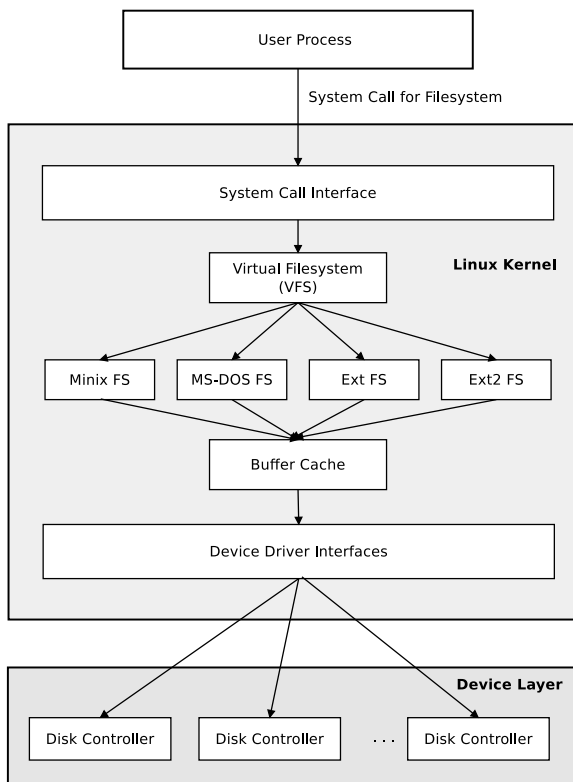 User Process
System Call for Filesystem
System Call Interface
Virtual Filesystem
(VFS)
Linux Kernel
Minix FS
MS-DOS FS
Ext FS
Ext2 FS
Buffer Cache
Device Driver Interfaces
Device Layer
Disk Controller
Disk Controller
. . .
Disk Controller